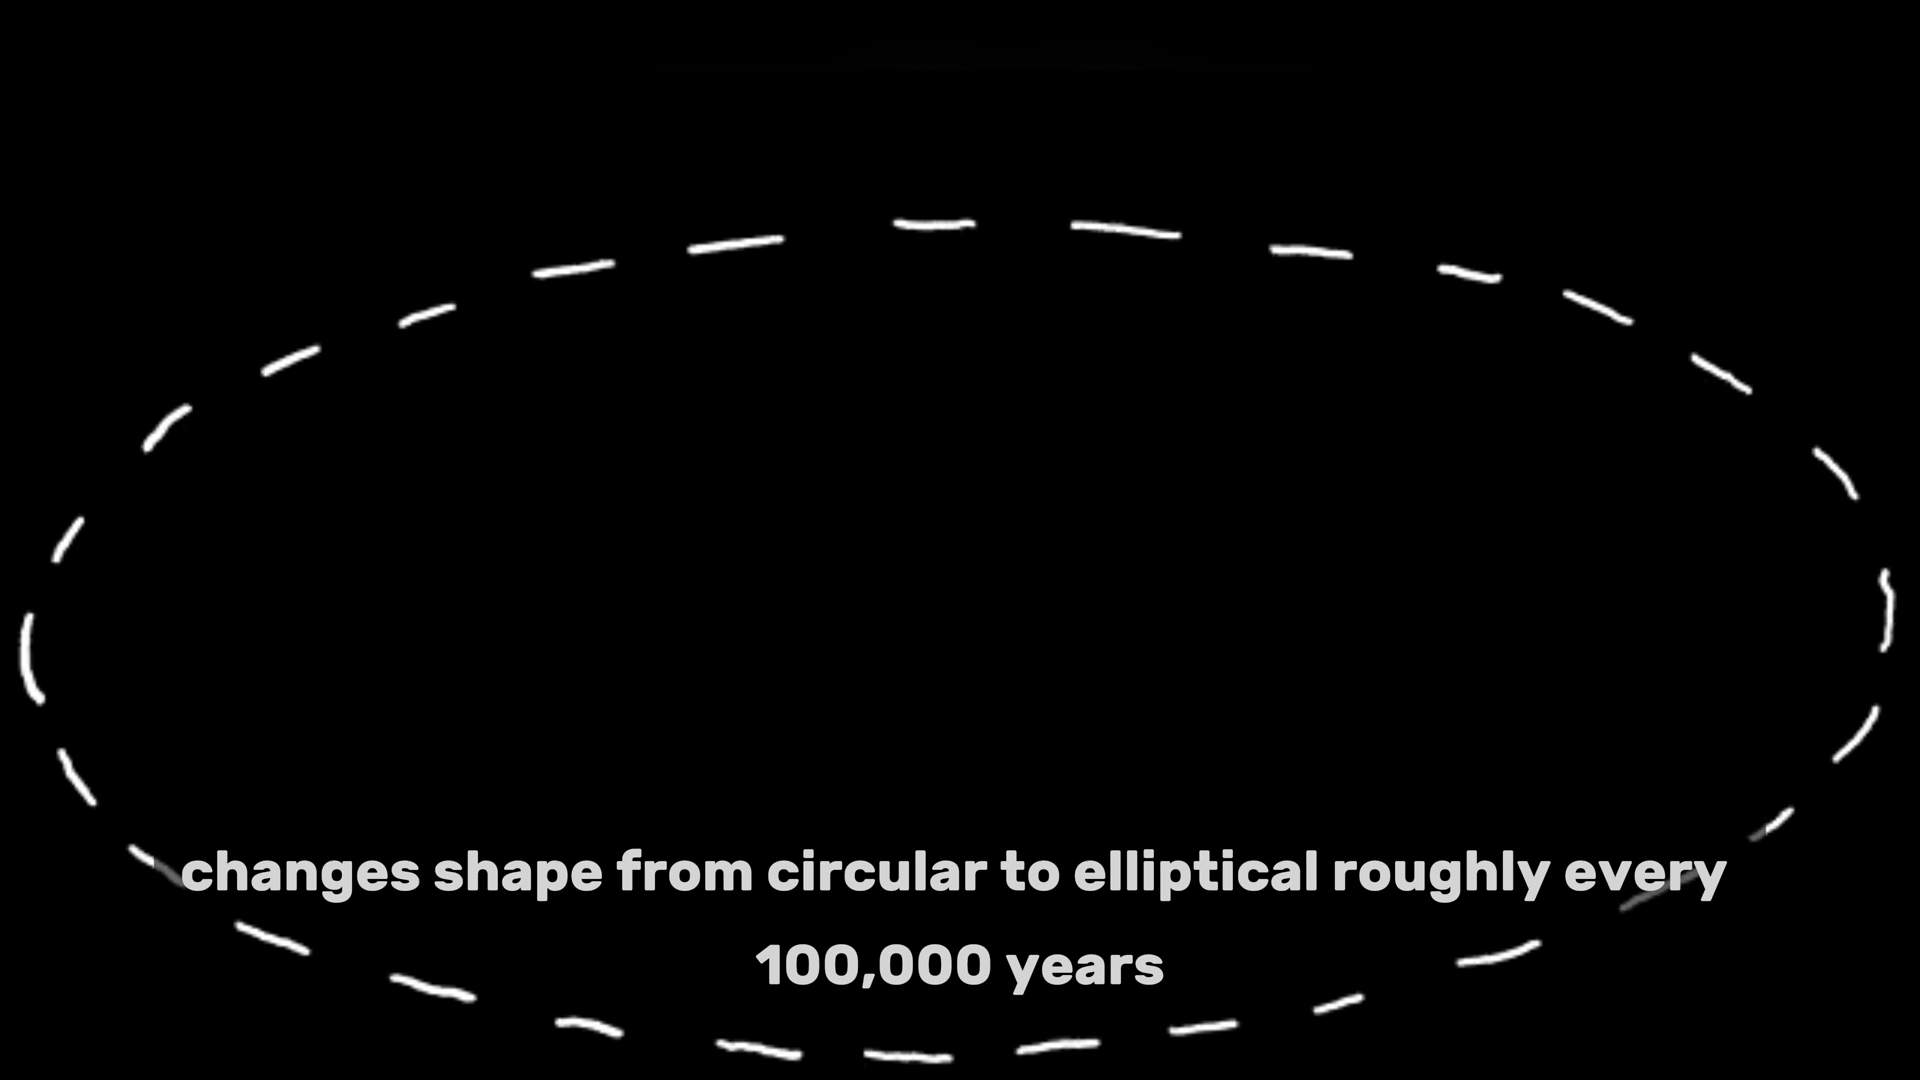 changes shape from circular to elliptical roughly every
100,000 years